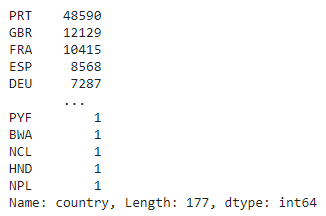 PRT    48590
GBR    12129
FRA    10415
ESP     8568
DEU     7287
       ...
PYF        1
BWA        1
NCL        1
HND        1
NPL        1
Name: country, Length: 177, dtype: int64